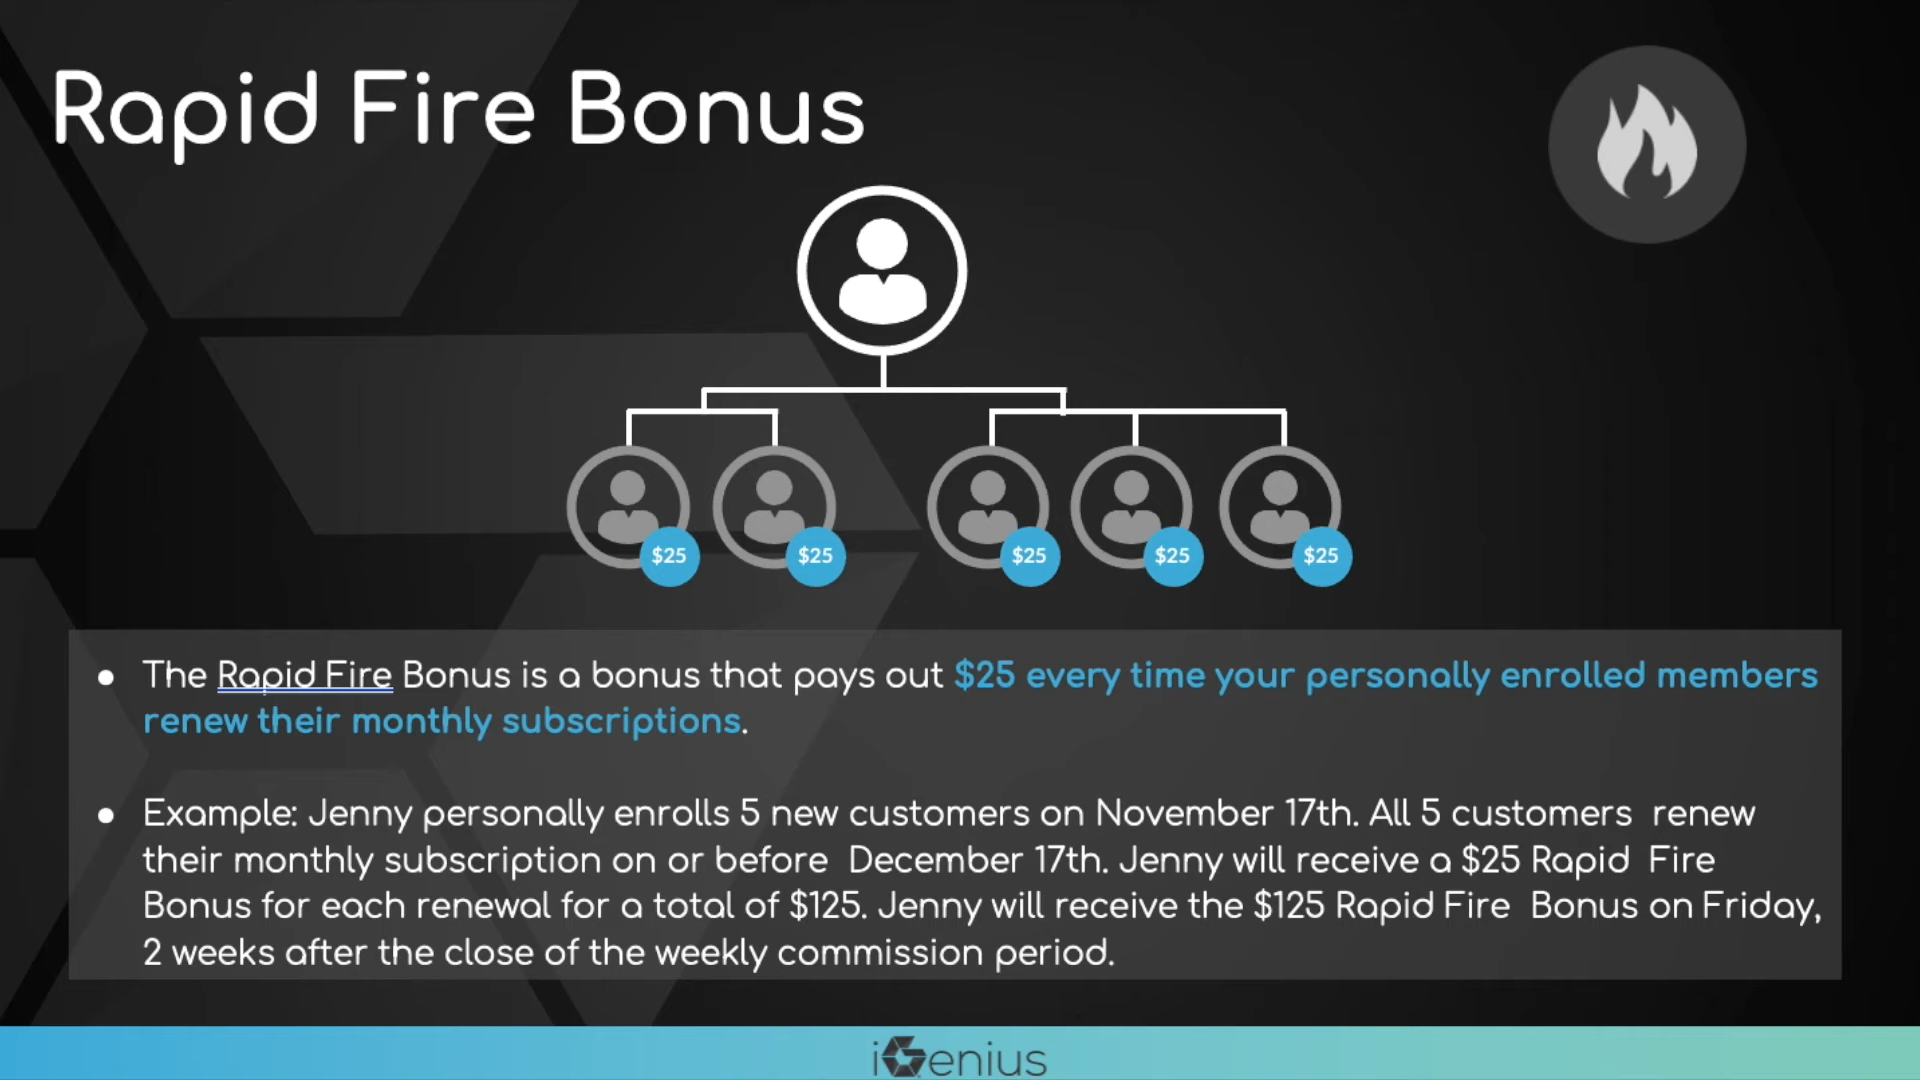 Rapid Fire Bonus
$25 $25 $25 $25 $25
● The Rapid Fire Bonus is a bonus that pays out $25 every time your personally enrolled members
renew their monthly subscriptions.
● Example: Jenny personally enrolls 5 new customers on November 17th. All 5 customers renew
their monthly subscription on or before December 17th. Jenny will receive a $25 Rapid Fire
Bonus for each renewal for a total of $125. Jenny will receive the $125 Rapid Fire Bonus on Friday,
2 weeks after the close of the weekly commission period.
iGenius